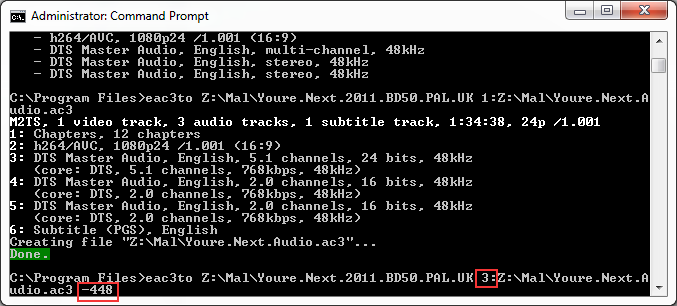 Administrator: Command Prompt
- h264/AVC, 1080p24 /1.001 (16:9)
- DTS Master Audio, English, multi-channel, 48kHz
- DTS Master Audio, English, stereo, 48kHz
- DTS Master Audio, English, stereo, 48kHz
C:\Program Files>eac3to Z:\Mal\Youre.Next.2011.BD50.PAL.UK 1:Z:\Mal\Youre.Next.A
udio.ac3
M2TS, 1 video track, 3 audio tracks, 1 subtitle track, 1:34:38, 24p /1.001
1: Chapters, 12 chapters
2: h264/AVC, 1080p24 /1.001 (16:9)
3: DTS Master Audio, English, 5.1 channels, 24 bits, 48kHz
(core: DTS, 5.1 channels, 768kbps, 48kHz)
4: DTS Master Audio, English, 2.0 channels, 16 bits, 48kHz
(core: DTS, 2.0 channels, 768kbps, 48kHz)
5: DTS Master Audio, English, 2.0 channels, 16 bits, 48kHz
(core: DTS, 2.0 channels, 768kbps, 48kHz)
6: Subtitle (PGS), English
Creating file "Z:\Mal\Youre.Next.Audio.ac3"...
Done.
C:\Program Files>eac3to Z:\Mal\Youre.Next.2011.BD50.PAL.UK 3:Z:\Mal\Youre.Next.A
udio.ac3 -448